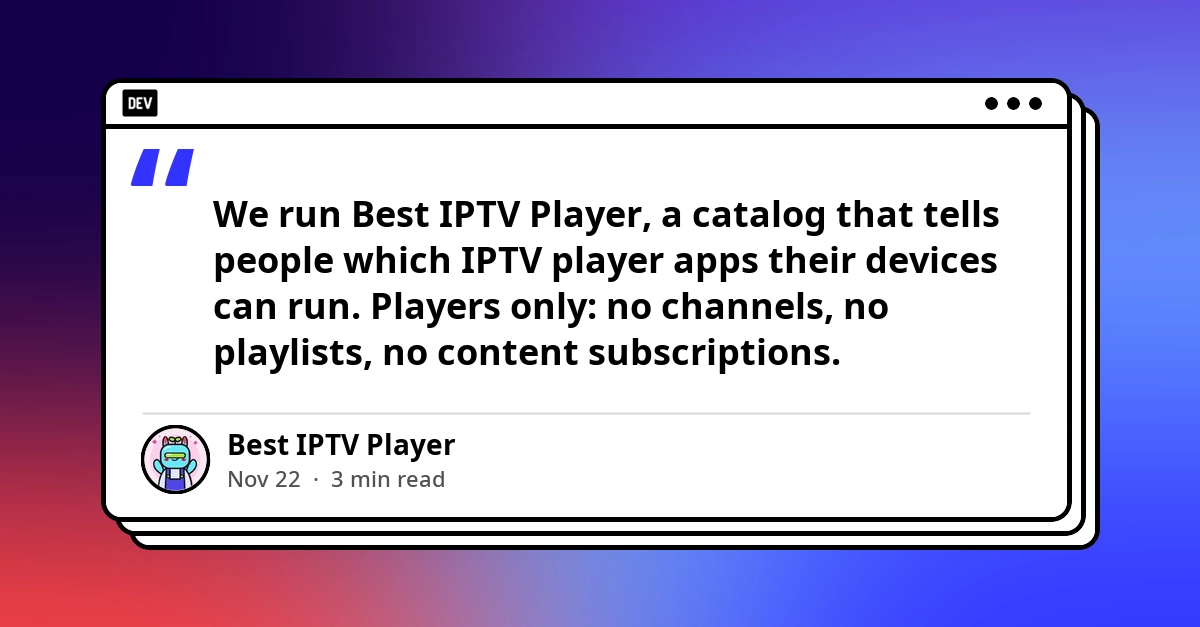 DEV
We run Best IPTV Player, a catalog that tells
people which IPTV player apps their devices
can run. Players only: no channels, no
playlists, no content subscriptions.
Best IPTV Player
Nov 22 · 3 min read